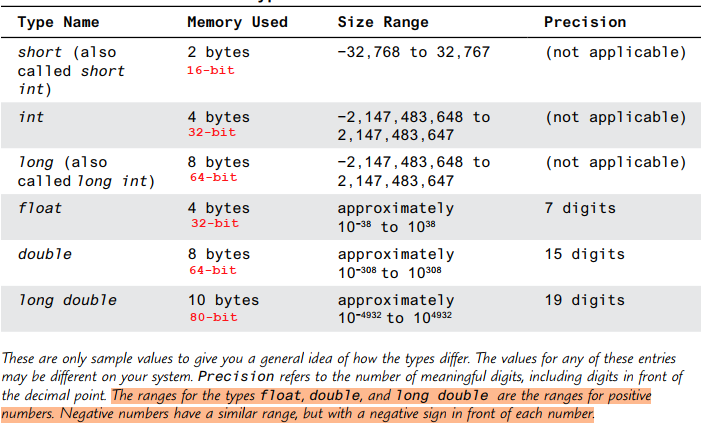 Type Name Memory Used Size Range Precision
short (also 2 bytes −32,768 to 32,767 (not applicable)
called short 16-bit
int)
int 4 bytes −2,147,483,648 to (not applicable)
32-bit 2,147,483,647
long (also 8 bytes −2,147,483,648 to (not applicable)
called long int) 64-bit 2,147,483,647
float 4 bytes approximately 7 digits
32-bit 10⁻³⁸ to 10³⁸
double 8 bytes approximately 15 digits
64-bit 10⁻³⁰⁸ to 10³⁰⁸
long double 10 bytes approximately 19 digits
80-bit 10⁻⁴⁹³² to 10⁴⁹³²
These are only sample values to give you a general idea of how the types differ. The values for any of these entries
may be different on your system. Precision refers to the number of meaningful digits, including digits in front of
the decimal point. The ranges for the types float, double, and long double are the ranges for positive
numbers. Negative numbers have a similar range, but with a negative sign in front of each number.